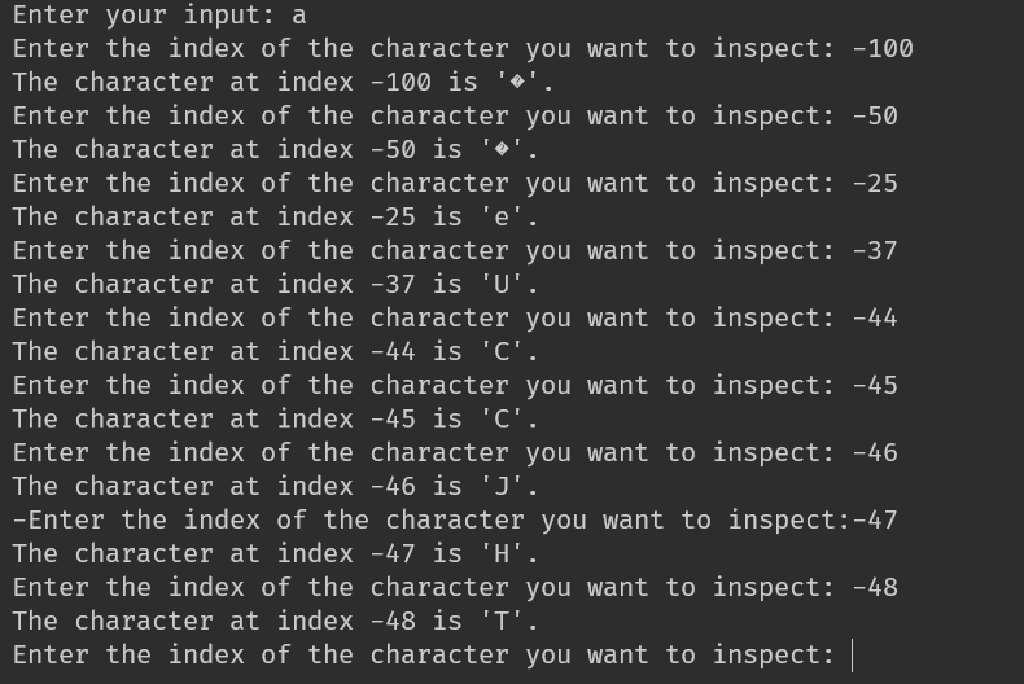 Enter your input: a
Enter the index of the character you want to inspect: -100
The character at index -100 is '�'.
Enter the index of the character you want to inspect: -50
The character at index -50 is '�'.
Enter the index of the character you want to inspect: -25
The character at index -25 is 'e'.
Enter the index of the character you want to inspect: -37
The character at index -37 is 'U'.
Enter the index of the character you want to inspect: -44
The character at index -44 is 'C'.
Enter the index of the character you want to inspect: -45
The character at index -45 is 'C'.
Enter the index of the character you want to inspect: -46
The character at index -46 is 'J'.
-Enter the index of the character you want to inspect:-47
The character at index -47 is 'H'.
Enter the index of the character you want to inspect: -48
The character at index -48 is 'T'.
Enter the index of the character you want to inspect: